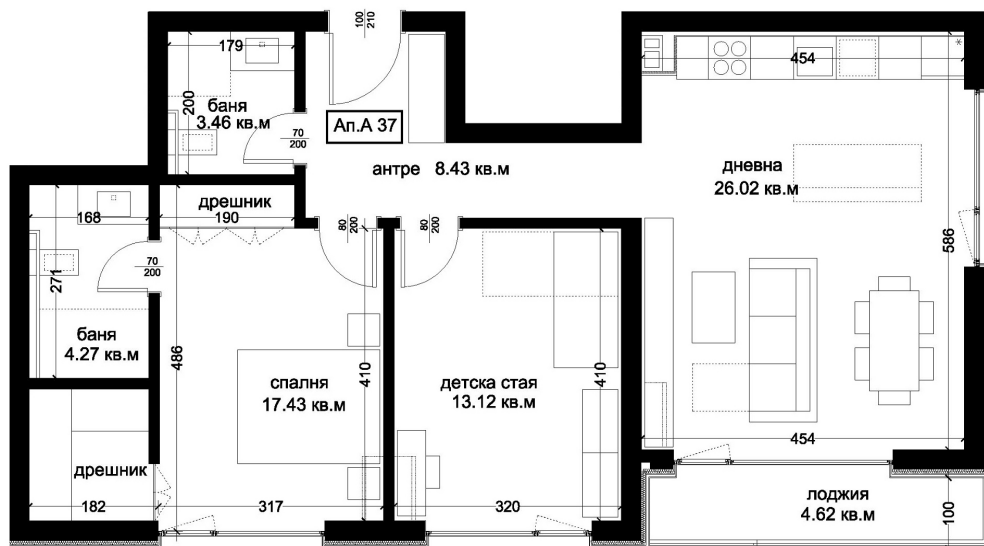 100
210
179
200
баня
3.46 кв.м
70
200
Ап.А 37
454
*
антре 8.43 кв.м
дневна
26.02 кв.м
586
дрешник
190
168
271
70
200
80
200
80
200
баня
4.27 кв.м
486
спалня
17.43 кв.м
410
детска стая
13.12 кв.м
410
454
дрешник
182
317
320
лоджия
4.62 кв.м
100